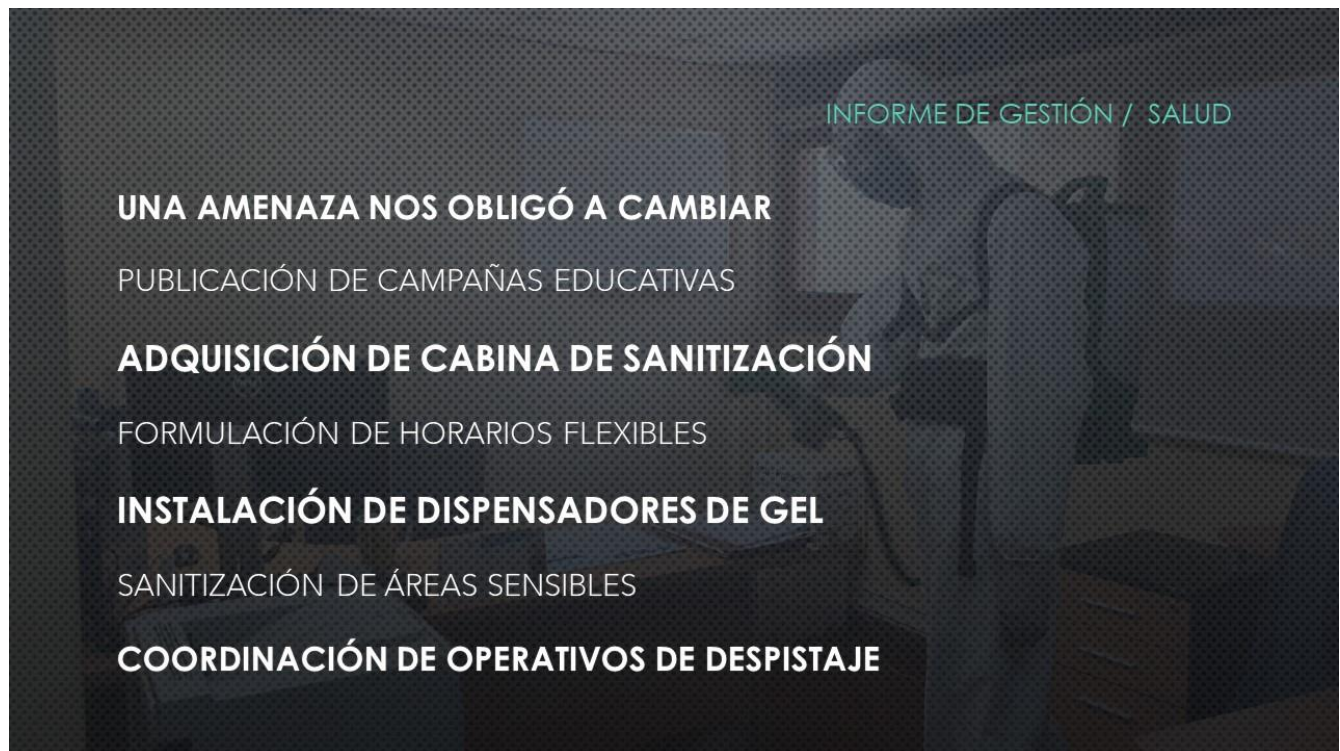 INFORME DE GESTIÓN / SALUD
UNA AMENAZA NOS OBLIGÓ A CAMBIAR
PUBLICACIÓN DE CAMPAÑAS EDUCATIVAS
ADQUISICIÓN DE CABINA DE SANITIZACIÓN
FORMULACIÓN DE HORARIOS FLEXIBLES
INSTALACIÓN DE DISPENSADORES DE GEL
SANITIZACIÓN DE ÁREAS SENSIBLES
COORDINACIÓN DE OPERATIVOS DE DESPISTAJE